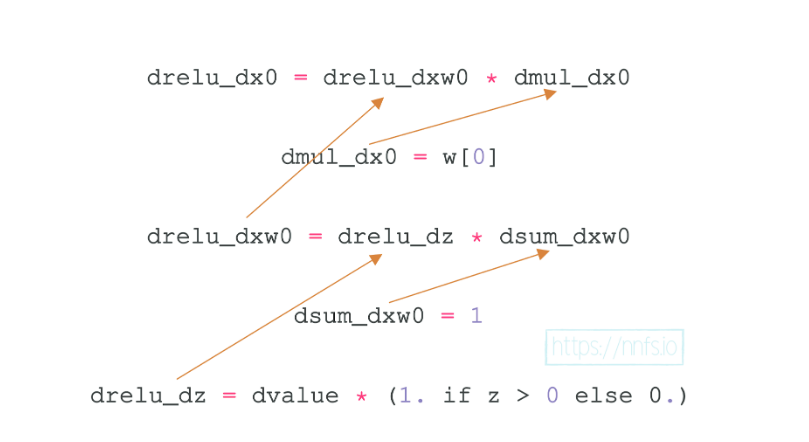 drelu_dx0 = drelu_dxw0 * dmul_dx0
dmul_dx0 = w[0]
drelu_dxw0 = drelu_dz * dsum_dxw0
dsum_dxw0 = 1
https://nnfs.io
drelu_dz = dvalue * (1. if z > 0 else 0.)